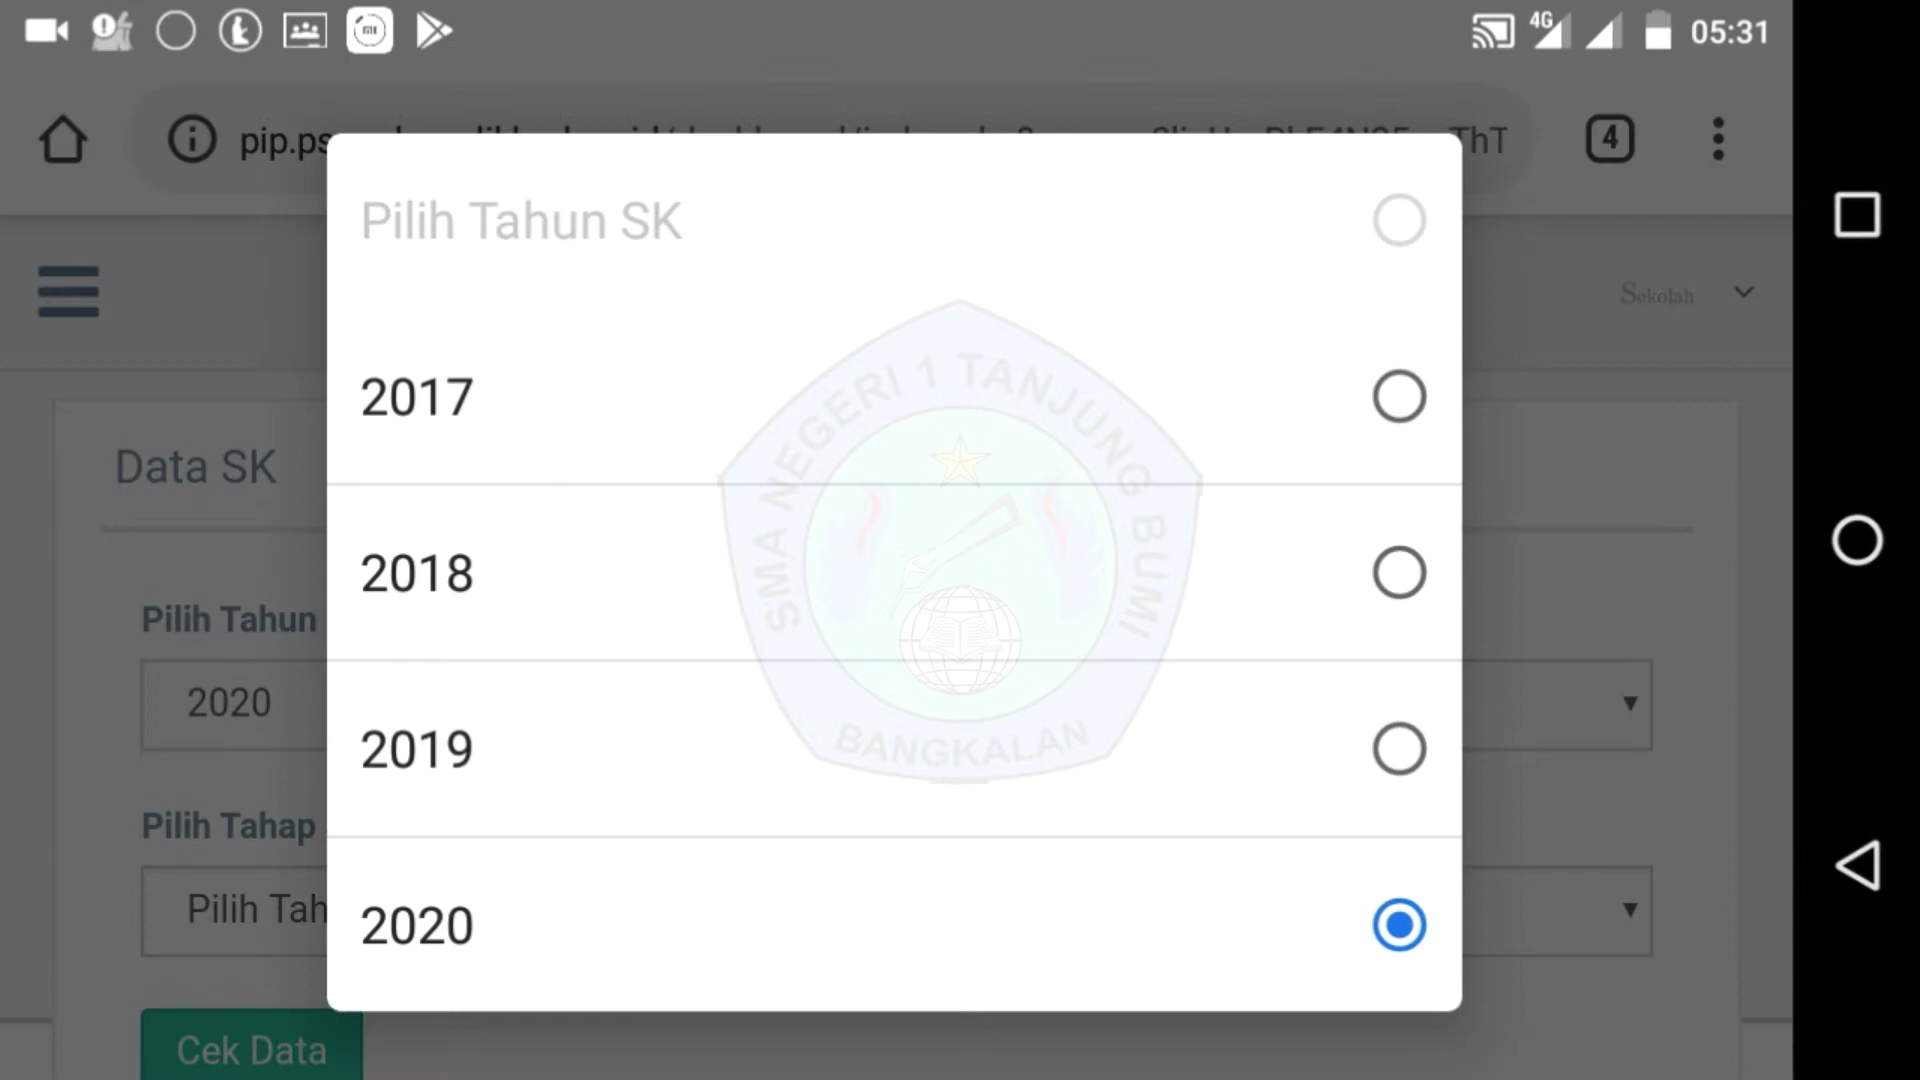 4G 05:31
pip.ps
ThT
4
Pilih Tahun SK
Sekolah
2017
Data SK
2018
Pilih Tahun
2020
2019
Pilih Tahap
Pilih Tah
2020
Cek Data
SMA NEGERI 1 TANJUNG BUMI
BANGKALAN